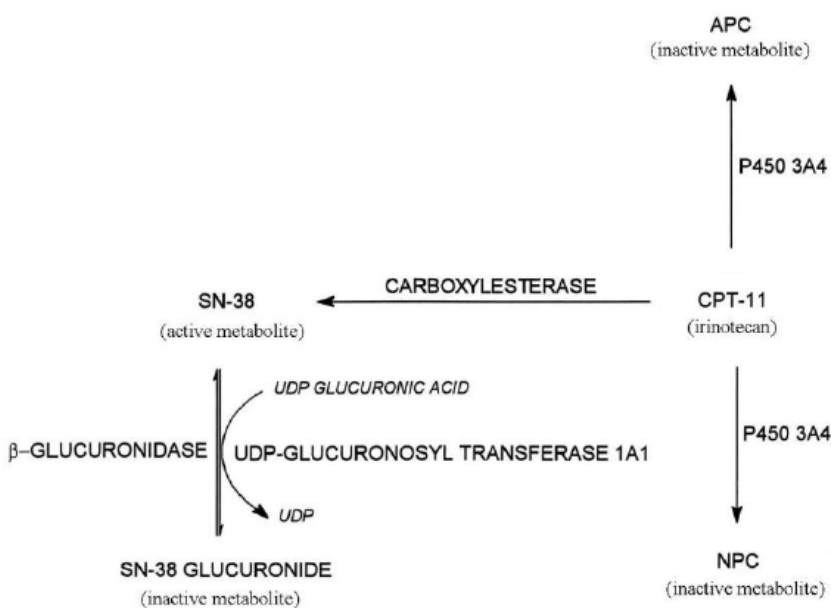 APC
(inactive metabolite)
P450 3A4
CARBOXYLESTERASE
SN-38
(active metabolite)
CPT-11
(irinotecan)
UDP GLUCURONIC ACID
β–GLUCURONIDASE
UDP-GLUCURONOSYL TRANSFERASE 1A1
P450 3A4
UDP
SN-38 GLUCURONIDE
(inactive metabolite)
NPC
(inactive metabolite)